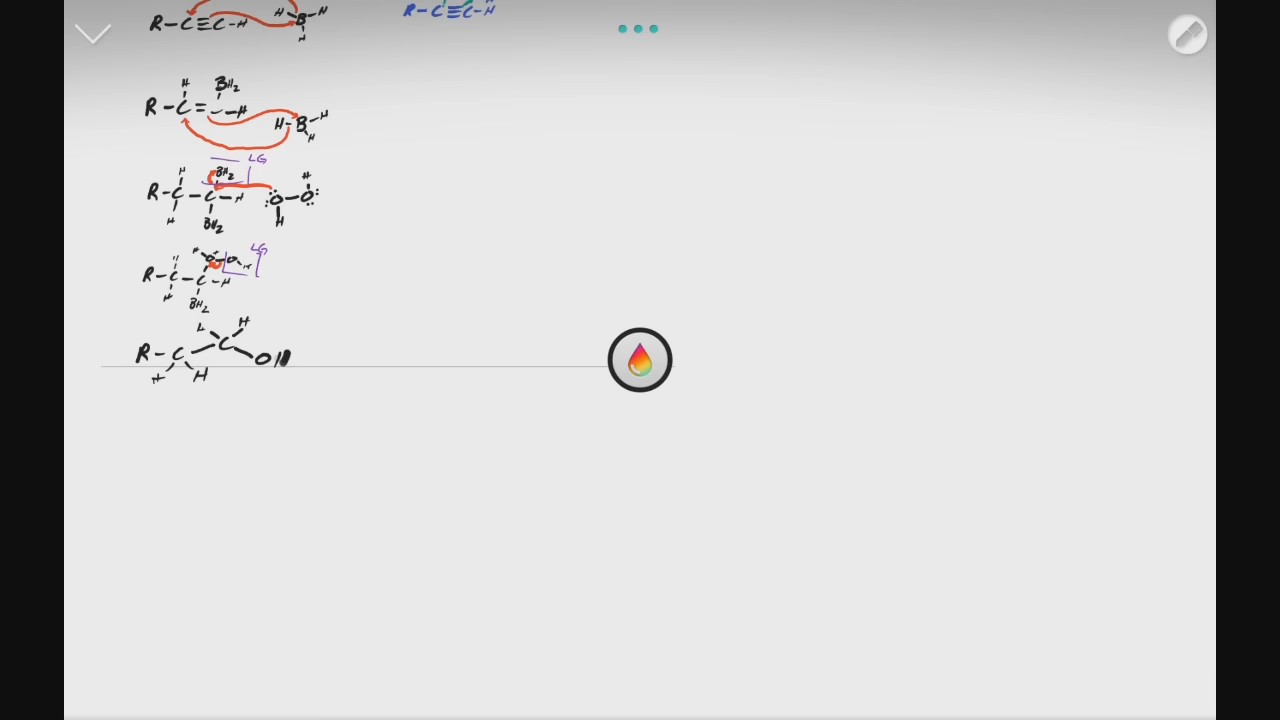 R-C≡C-H H-B-H
H
R-C≡C-H
H BH₂
R-C=C-H H-B-H
H
LG
H BH₂ H
R-C-C-H :O-O:
H BH₂ H
LG
H H O⁺ O H
R-C-C-H
H BH₂
H H
R-C-C-OH
H H